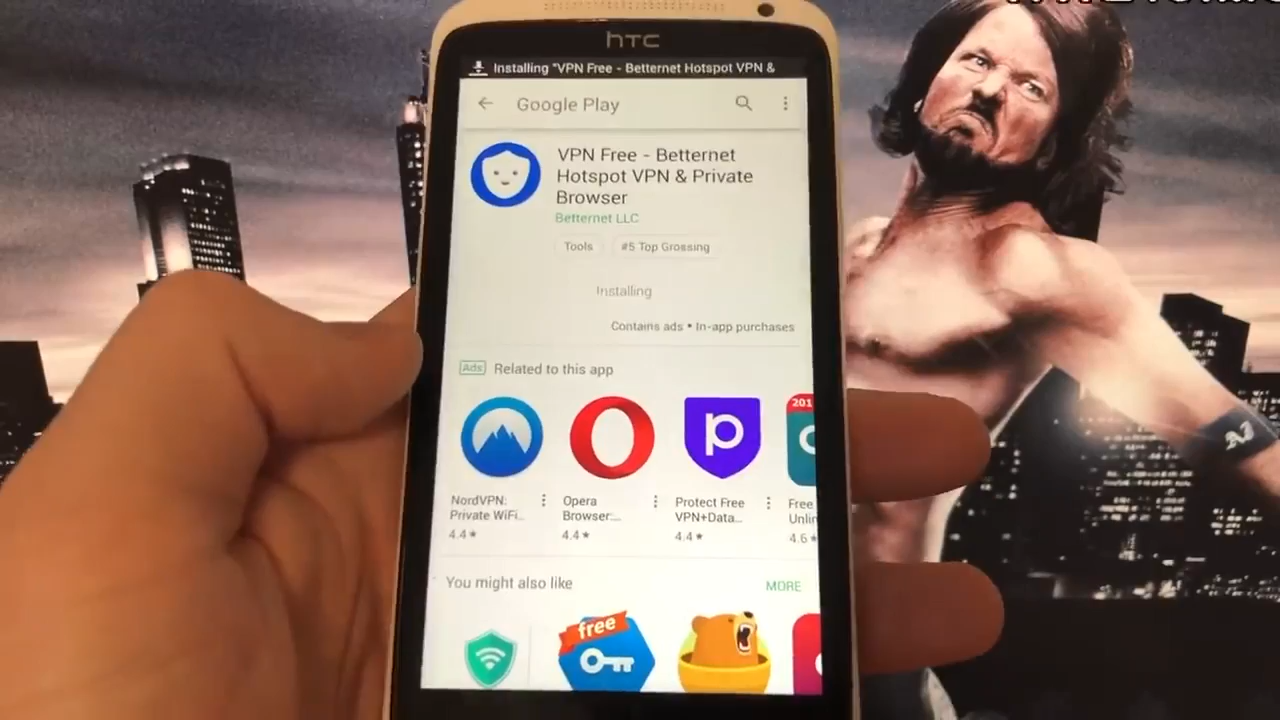 hTC
Installing "VPN Free - Betternet Hotspot VPN &
Google Play
VPN Free - Betternet
Hotspot VPN & Private
Browser
Betternet LLC
Tools
#5 Top Grossing
Installing
Contains ads • In-app purchases
Ads Related to this app
NordVPN:
Private WiFi...
4.4★
Opera
Browser:...
4.4★
Protect Free
VPN+Data...
4.4★
201
Free
4.6★
You might also like
MORE
free